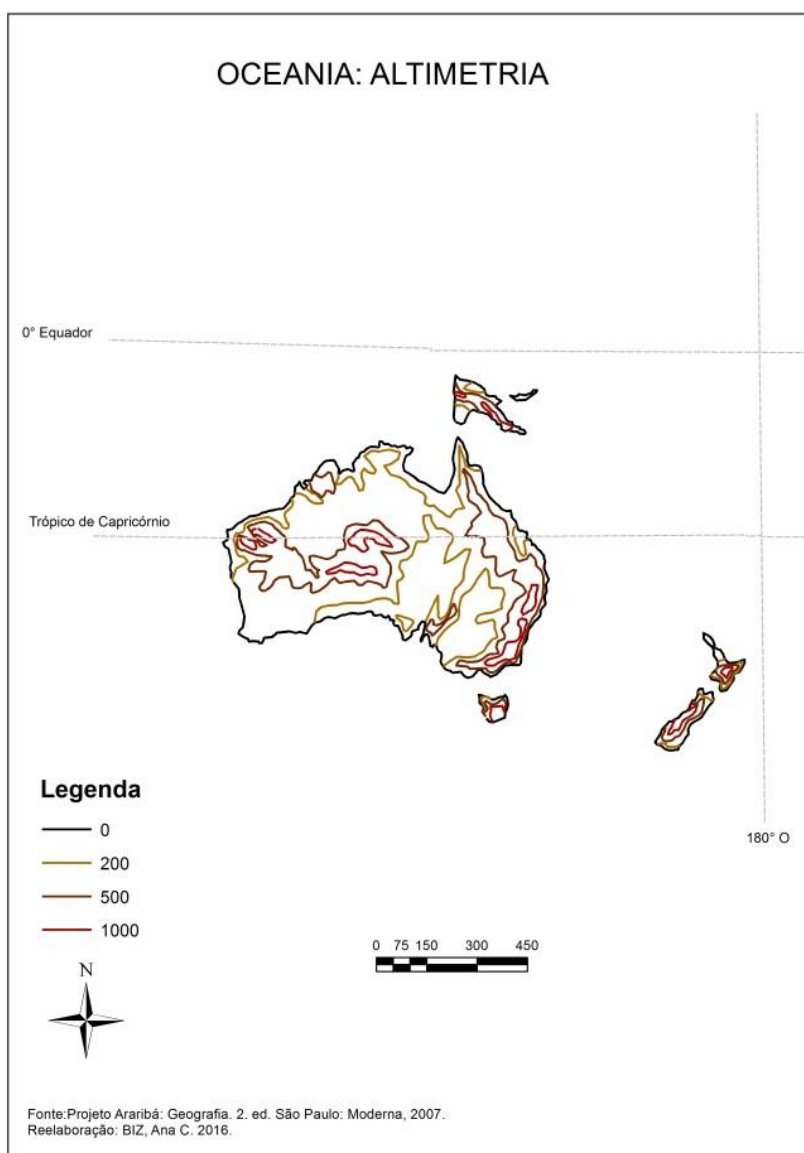 OCEANIA: ALTIMETRIA
0° Equador
Trópico de Capricórnio
Legenda
0
200
500
1000
180° O
0 75 150 300 450
N
Fonte:Projeto Araribá: Geografia. 2. ed. São Paulo: Moderna, 2007.
Reelaboração: BIZ, Ana C. 2016.